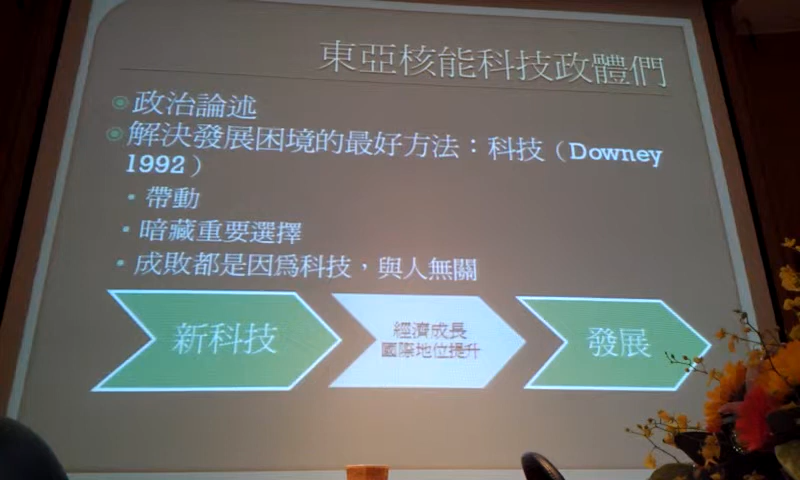 東亞核能科技政體們
政治論述
解決發展困境的最好方法：科技（Downey
1992）
帶動
暗藏重要選擇
成敗都是因為科技，與人無關
新科技
經濟成長
國際地位提升
發展